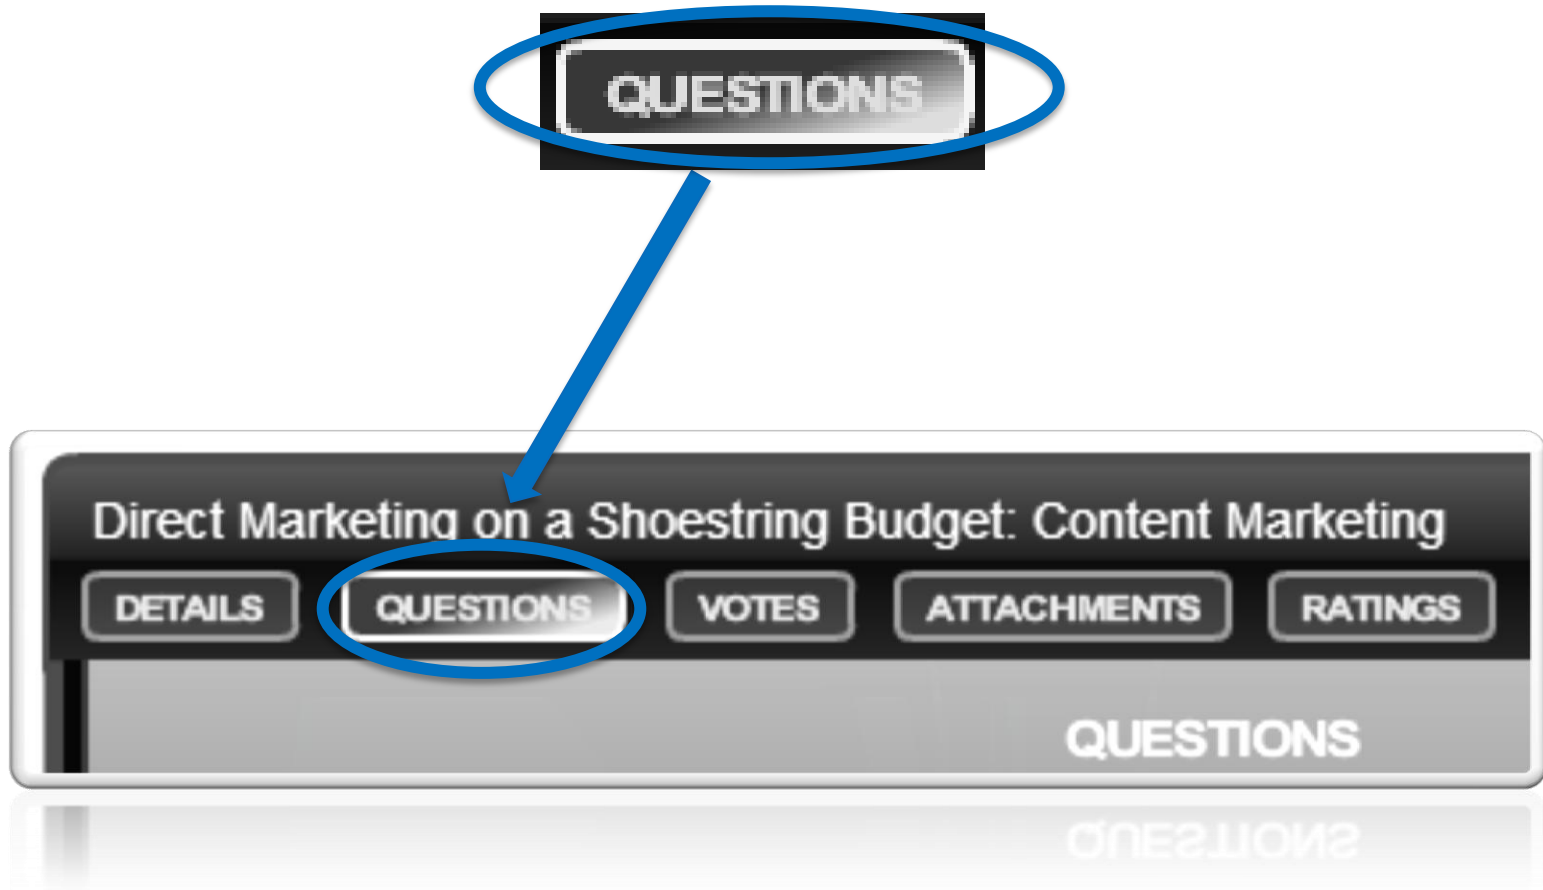 QUESTIONS
Direct Marketing on a Shoestring Budget: Content Marketing
DETAILS QUESTIONS VOTES ATTACHMENTS RATINGS
QUESTIONS